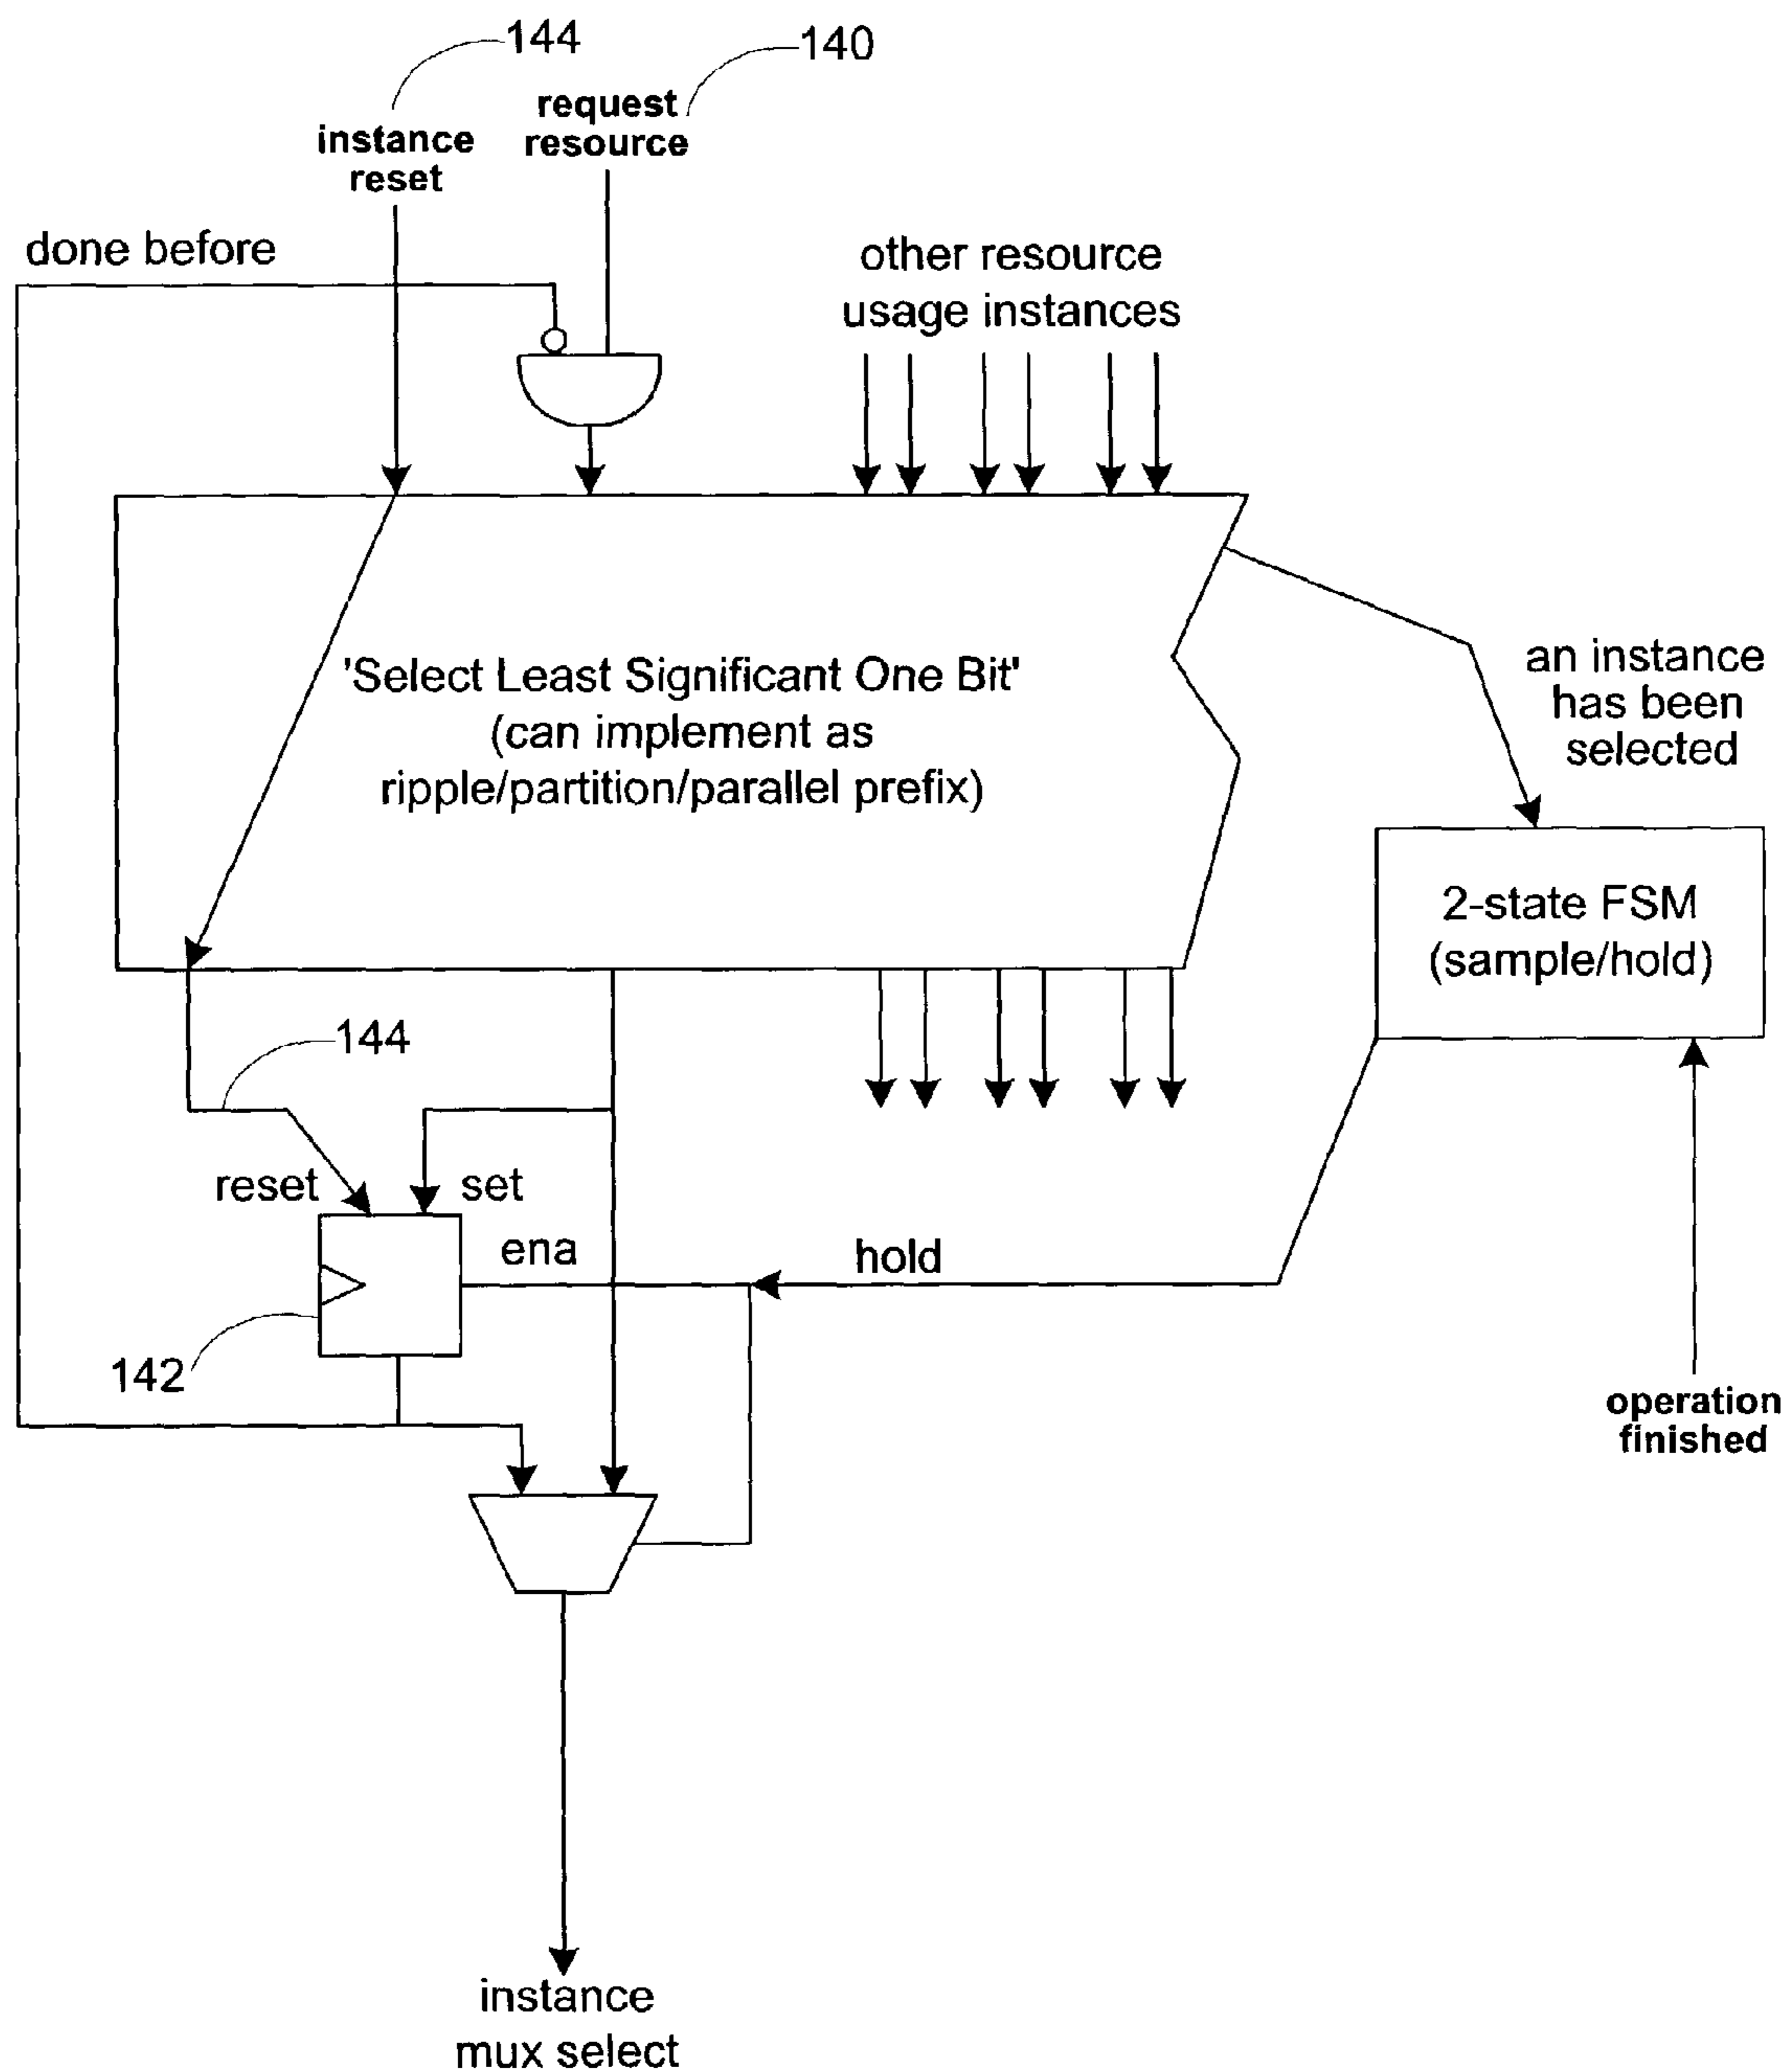 144
140
instance
reset
request
resource
done before
other resource
usage instances
'Select Least Significant One Bit'
(can implement as
ripple/partition/parallel prefix)
an instance
has been
selected
2-state FSM
(sample/hold)
144
reset
set
ena
hold
142
operation
finished
instance
mux select